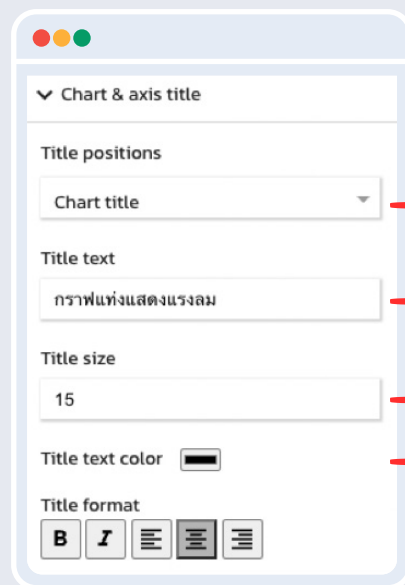 Chart & axis title
Title positions
Chart title
Title text
กราฟแท่งแสดงแรงลม
Title size
15
Title text color
Title format
B I